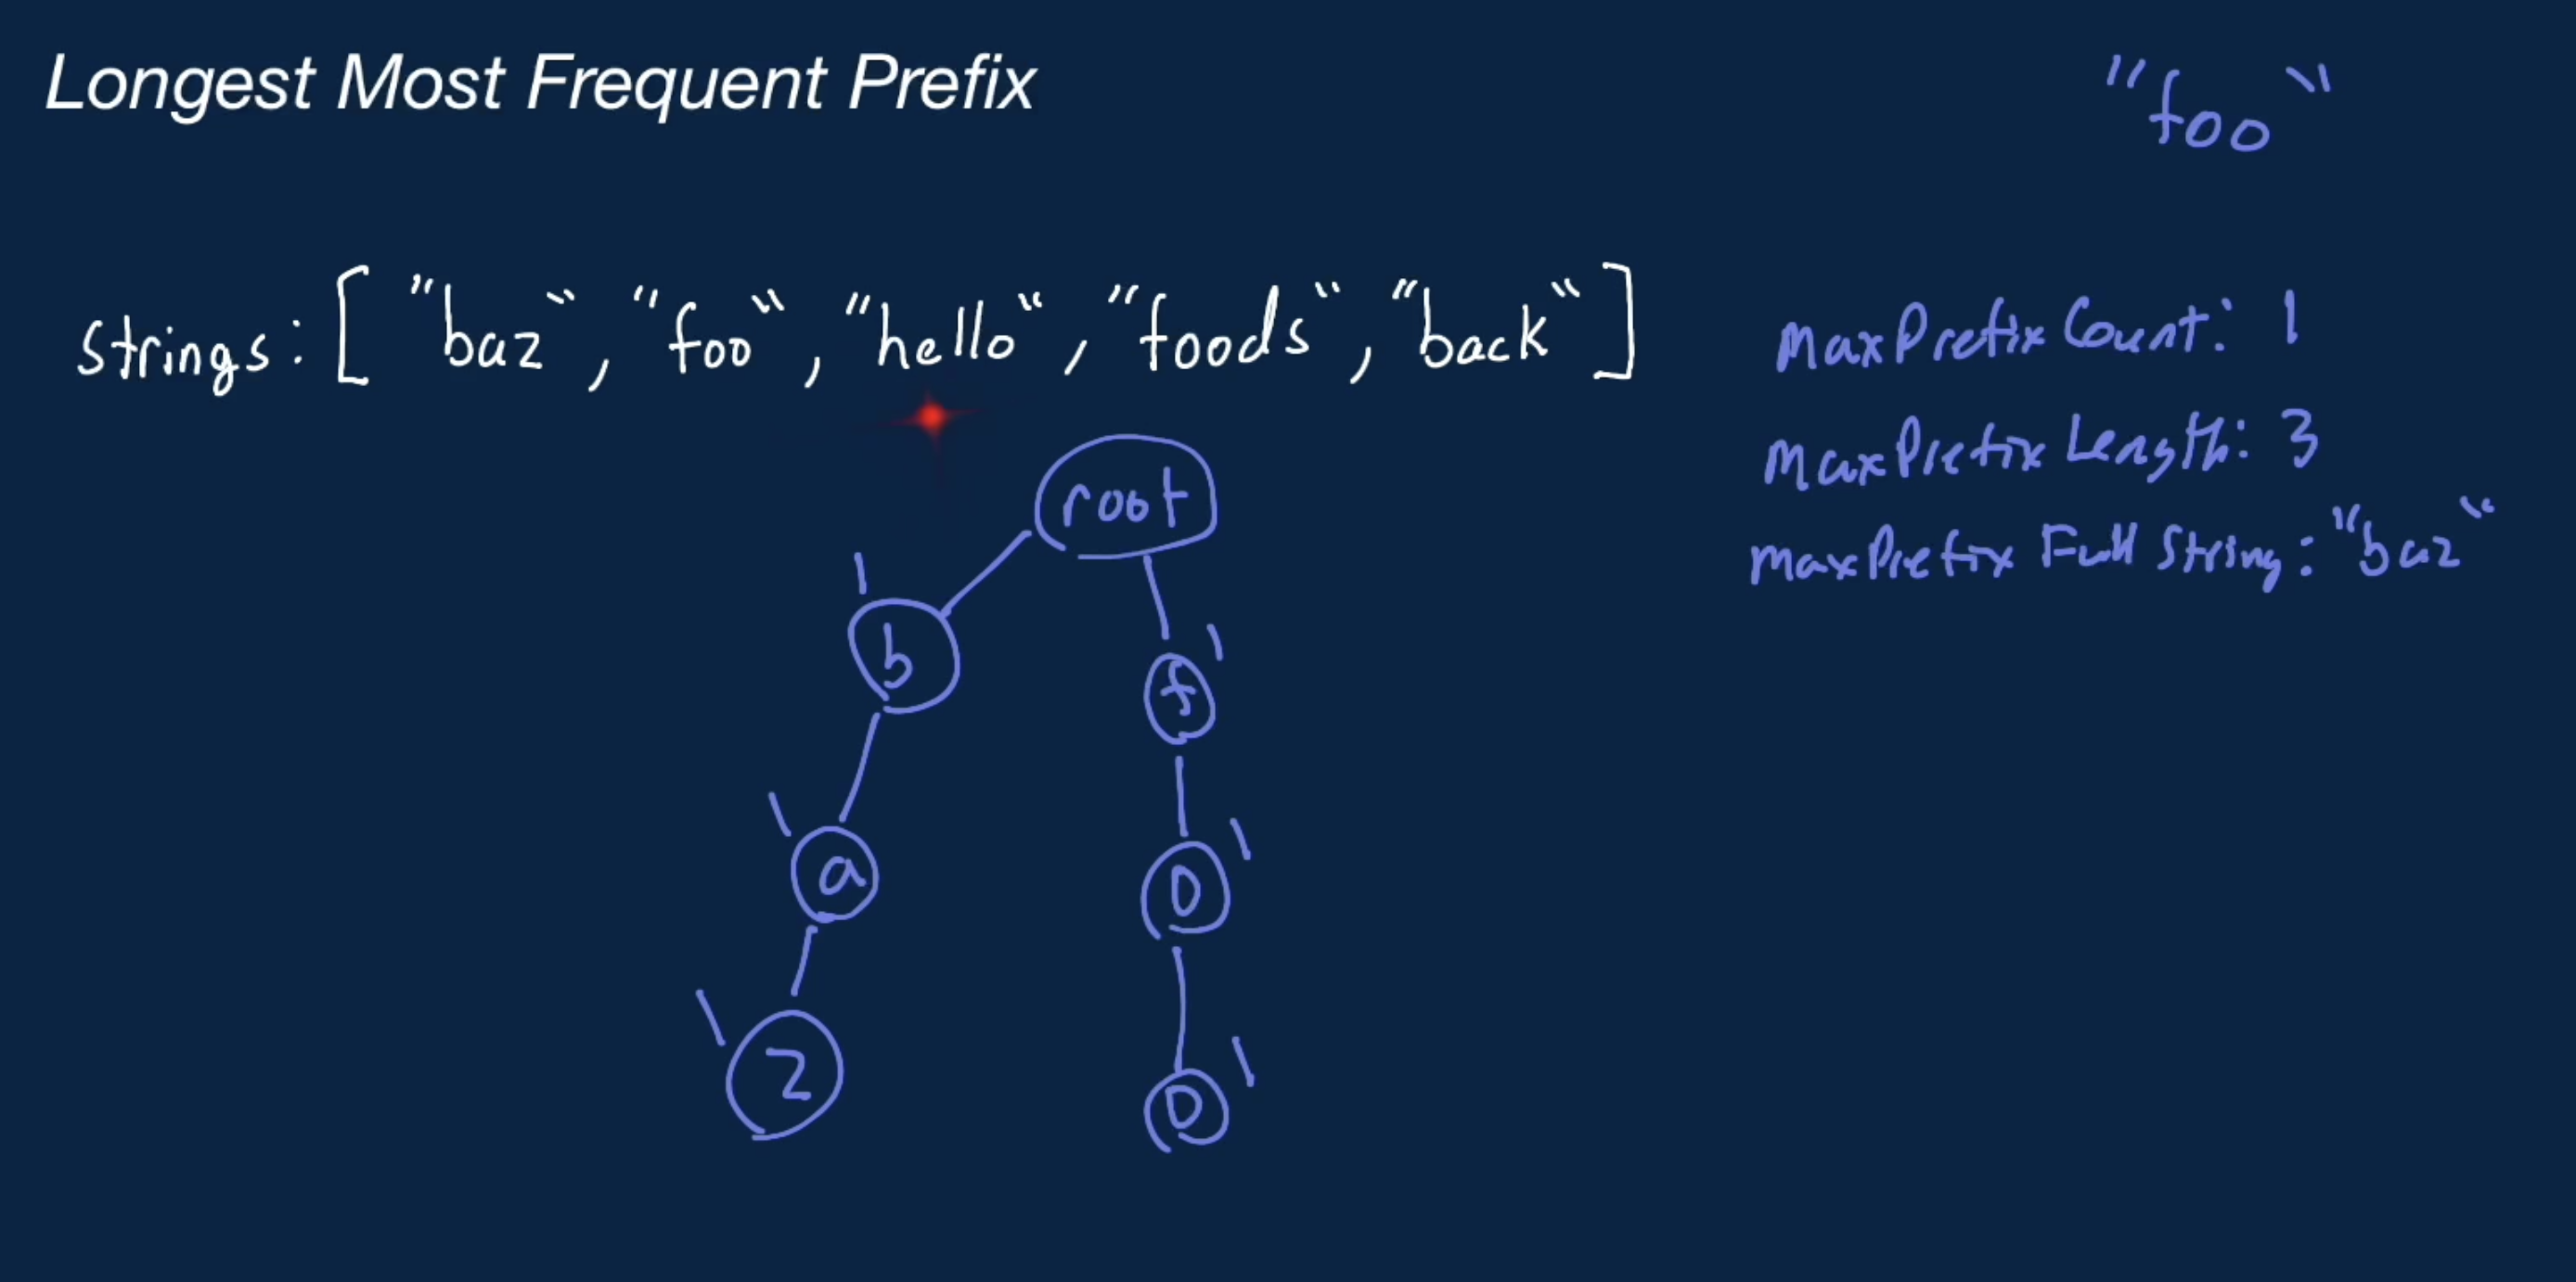 Longest Most Frequent Prefix
"foo"
strings: ["baz", "foo", "hello", "foods", "back"]
maxPrefixCount: 1
maxPrefixLength: 3
maxPrefixFullString: "baz"
root
1
b
1
f
1
a
1
o
1
z
1
o